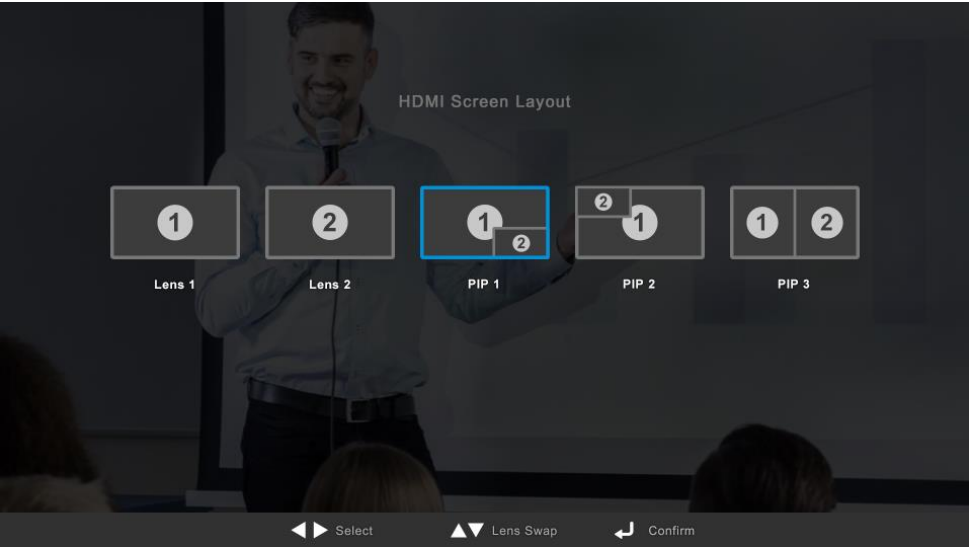 HDMI Screen Layout
1
2
1
2
2
1
1
2
Lens 1
Lens 2
PIP 1
PIP 2
PIP 3
Select
Lens Swap
Confirm